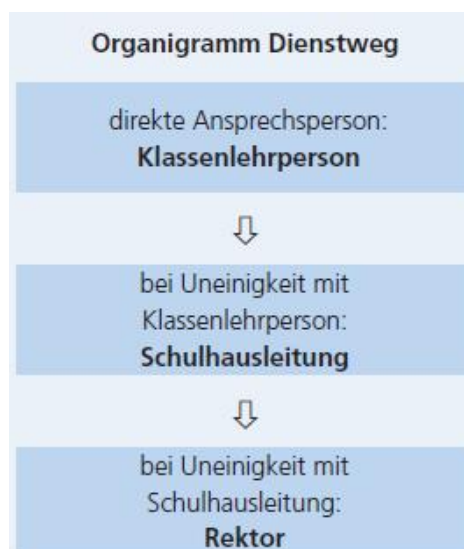 Organigramm Dienstweg
direkte Ansprechsperson:
Klassenlehrperson
bei Uneinigkeit mit
Klassenlehrperson:
Schulhausleitung
bei Uneinigkeit mit
Schulhausleitung:
Rektor